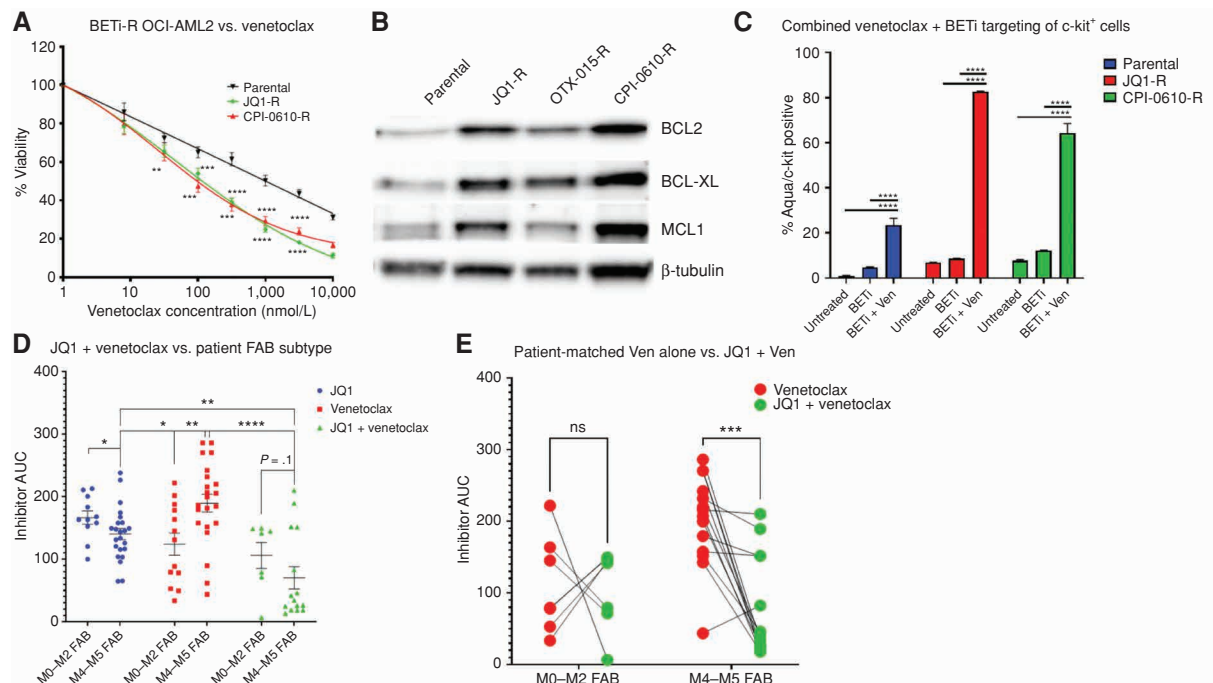 A
BETi-R OCI-AML2 vs. venetoclax
120
100
80
60
40
20
0
% Viability
Parental
JQ1-R
CPI-0610-R
**
***
***
****
***
****
****
****
****
1
10
100
1,000
10,000
Venetoclax concentration (nmol/L)
B
Parental
JQ1-R
OTX-015-R
CPI-0610-R
BCL2
BCL-XL
MCL1
β-tubulin
C
Combined venetoclax + BETi targeting of c-kit+ cells
100
80
60
40
20
0
% Aqua/c-kit positive
Parental
JQ1-R
CPI-0610-R
****
****
****
****
****
****
Untreated
BETi
BETi + Ven
Untreated
BETi
BETi + Ven
Untreated
BETi
BETi + Ven
D
JQ1 + venetoclax vs. patient FAB subtype
400
300
200
100
0
Inhibitor AUC
JQ1
Venetoclax
JQ1 + venetoclax
**
*
*
**
****
P = .1
M0–M2 FAB
M4–M5 FAB
M0–M2 FAB
M4–M5 FAB
M0–M2 FAB
M4–M5 FAB
E
Patient-matched Ven alone vs. JQ1 + Ven
400
300
200
100
0
Inhibitor AUC
Venetoclax
JQ1 + venetoclax
ns
***
M0–M2 FAB
M4–M5 FAB